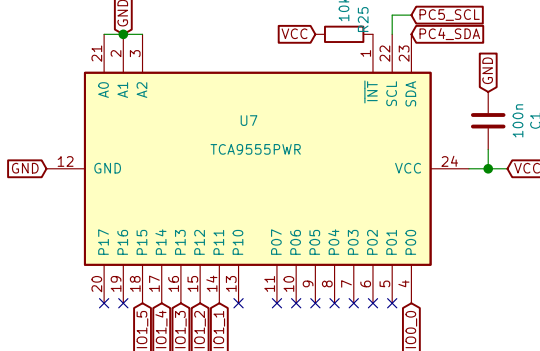 GND
10k
R25
VCC
PC5_SCL
PC4_SDA
21
2
3
1
22
23
A0
A1
A2
INT
SCL
SDA
GND
100n
C1
U7
TCA9555PWR
GND
12
GND
VCC
24
VCC
P17
P16
P15
P14
P13
P12
P11
P10
P07
P06
P05
P04
P03
P02
P01
P00
20
19
18
17
16
15
14
13
11
10
9
8
7
6
5
4
IO1_5
IO1_4
IO1_3
IO1_2
IO1_1
IO0_0